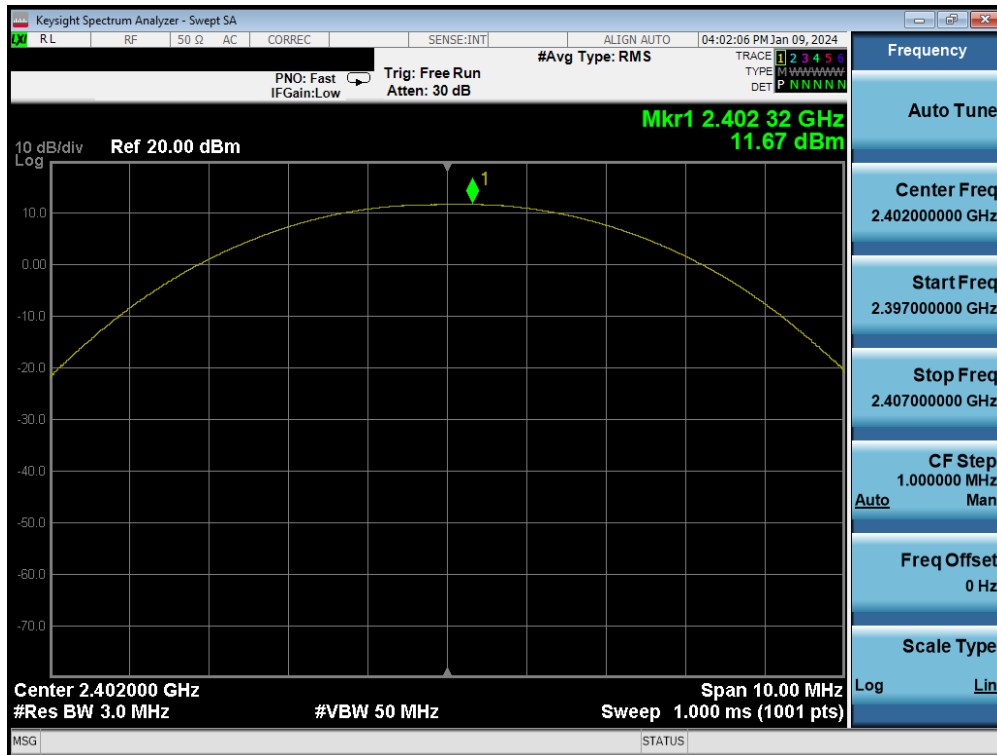 Keysight Spectrum Analyzer - Swept SA
LXI RL RF 50 Ω AC CORREC SENSE:INT ALIGN AUTO 04:02:06 PM Jan 09, 2024
#Avg Type: RMS
TRACE 1 2 3 4 5 6
TYPE M W W W W W
DET P N N N N N
PNO: Fast
IFGain:Low
Trig: Free Run
Atten: 30 dB
Mkr1 2.402 32 GHz
11.67 dBm
10 dB/div
Log
Ref 20.00 dBm
1
10.0
0.00
-10.0
-20.0
-30.0
-40.0
-50.0
-60.0
-70.0
Center 2.402000 GHz
Span 10.00 MHz
#Res BW 3.0 MHz
#VBW 50 MHz
Sweep 1.000 ms (1001 pts)
MSG
STATUS
Frequency
Auto Tune
Center Freq
2.402000000 GHz
Start Freq
2.397000000 GHz
Stop Freq
2.407000000 GHz
CF Step
1.000000 MHz
Auto Man
Freq Offset
0 Hz
Scale Type
Log Lin